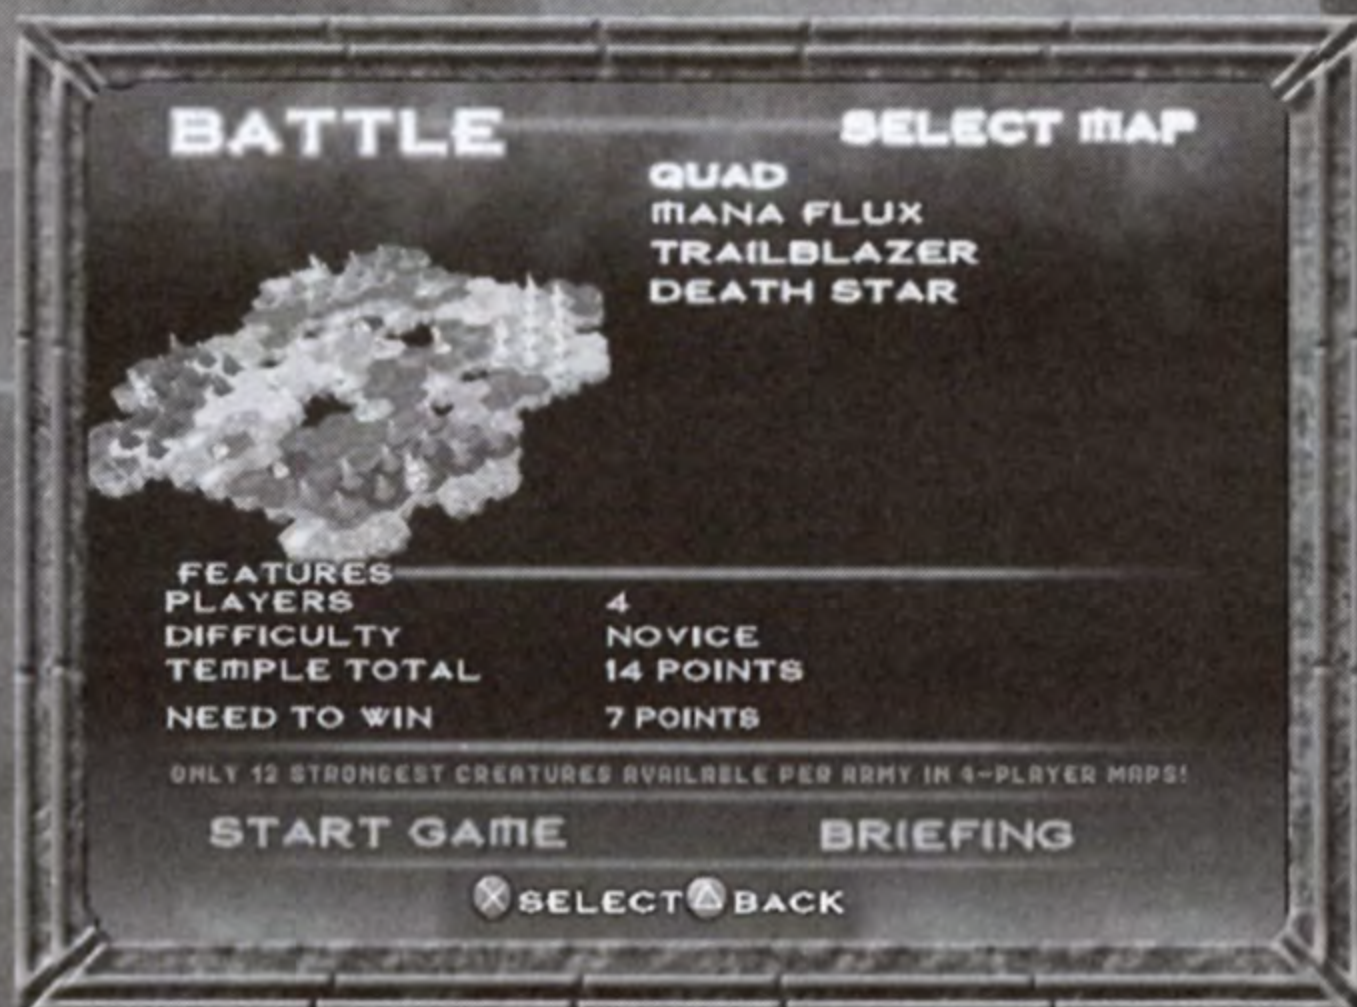 BATTLE
SELECT MAP
QUAD
MANA FLUX
TRAILBLAZER
DEATH STAR
FEATURES
PLAYERS 4
DIFFICULTY NOVICE
TEMPLE TOTAL 14 POINTS
NEED TO WIN 7 POINTS
ONLY 12 STRONGEST CREATURES AVAILABLE PER ARMY IN 4-PLAYER MAPS!
START GAME BRIEFING
SELECT BACK